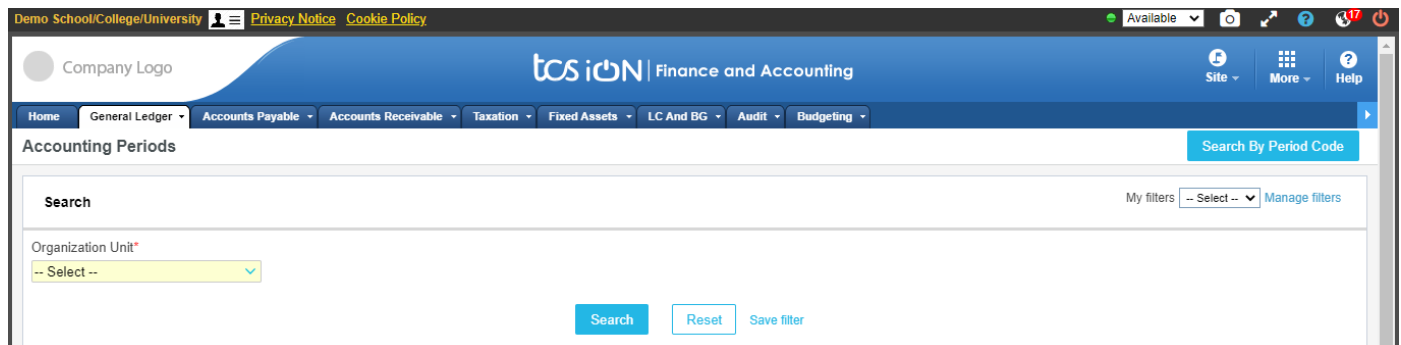 Demo School/College/University Privacy Notice Cookie Policy Available 17
Company Logo tcs iON | Finance and Accounting Site More Help
Home General Ledger Accounts Payable Accounts Receivable Taxation Fixed Assets LC And BG Audit Budgeting
Accounting Periods Search By Period Code
Search My filters -- Select -- Manage filters
Organization Unit*
-- Select --
Search Reset Save filter